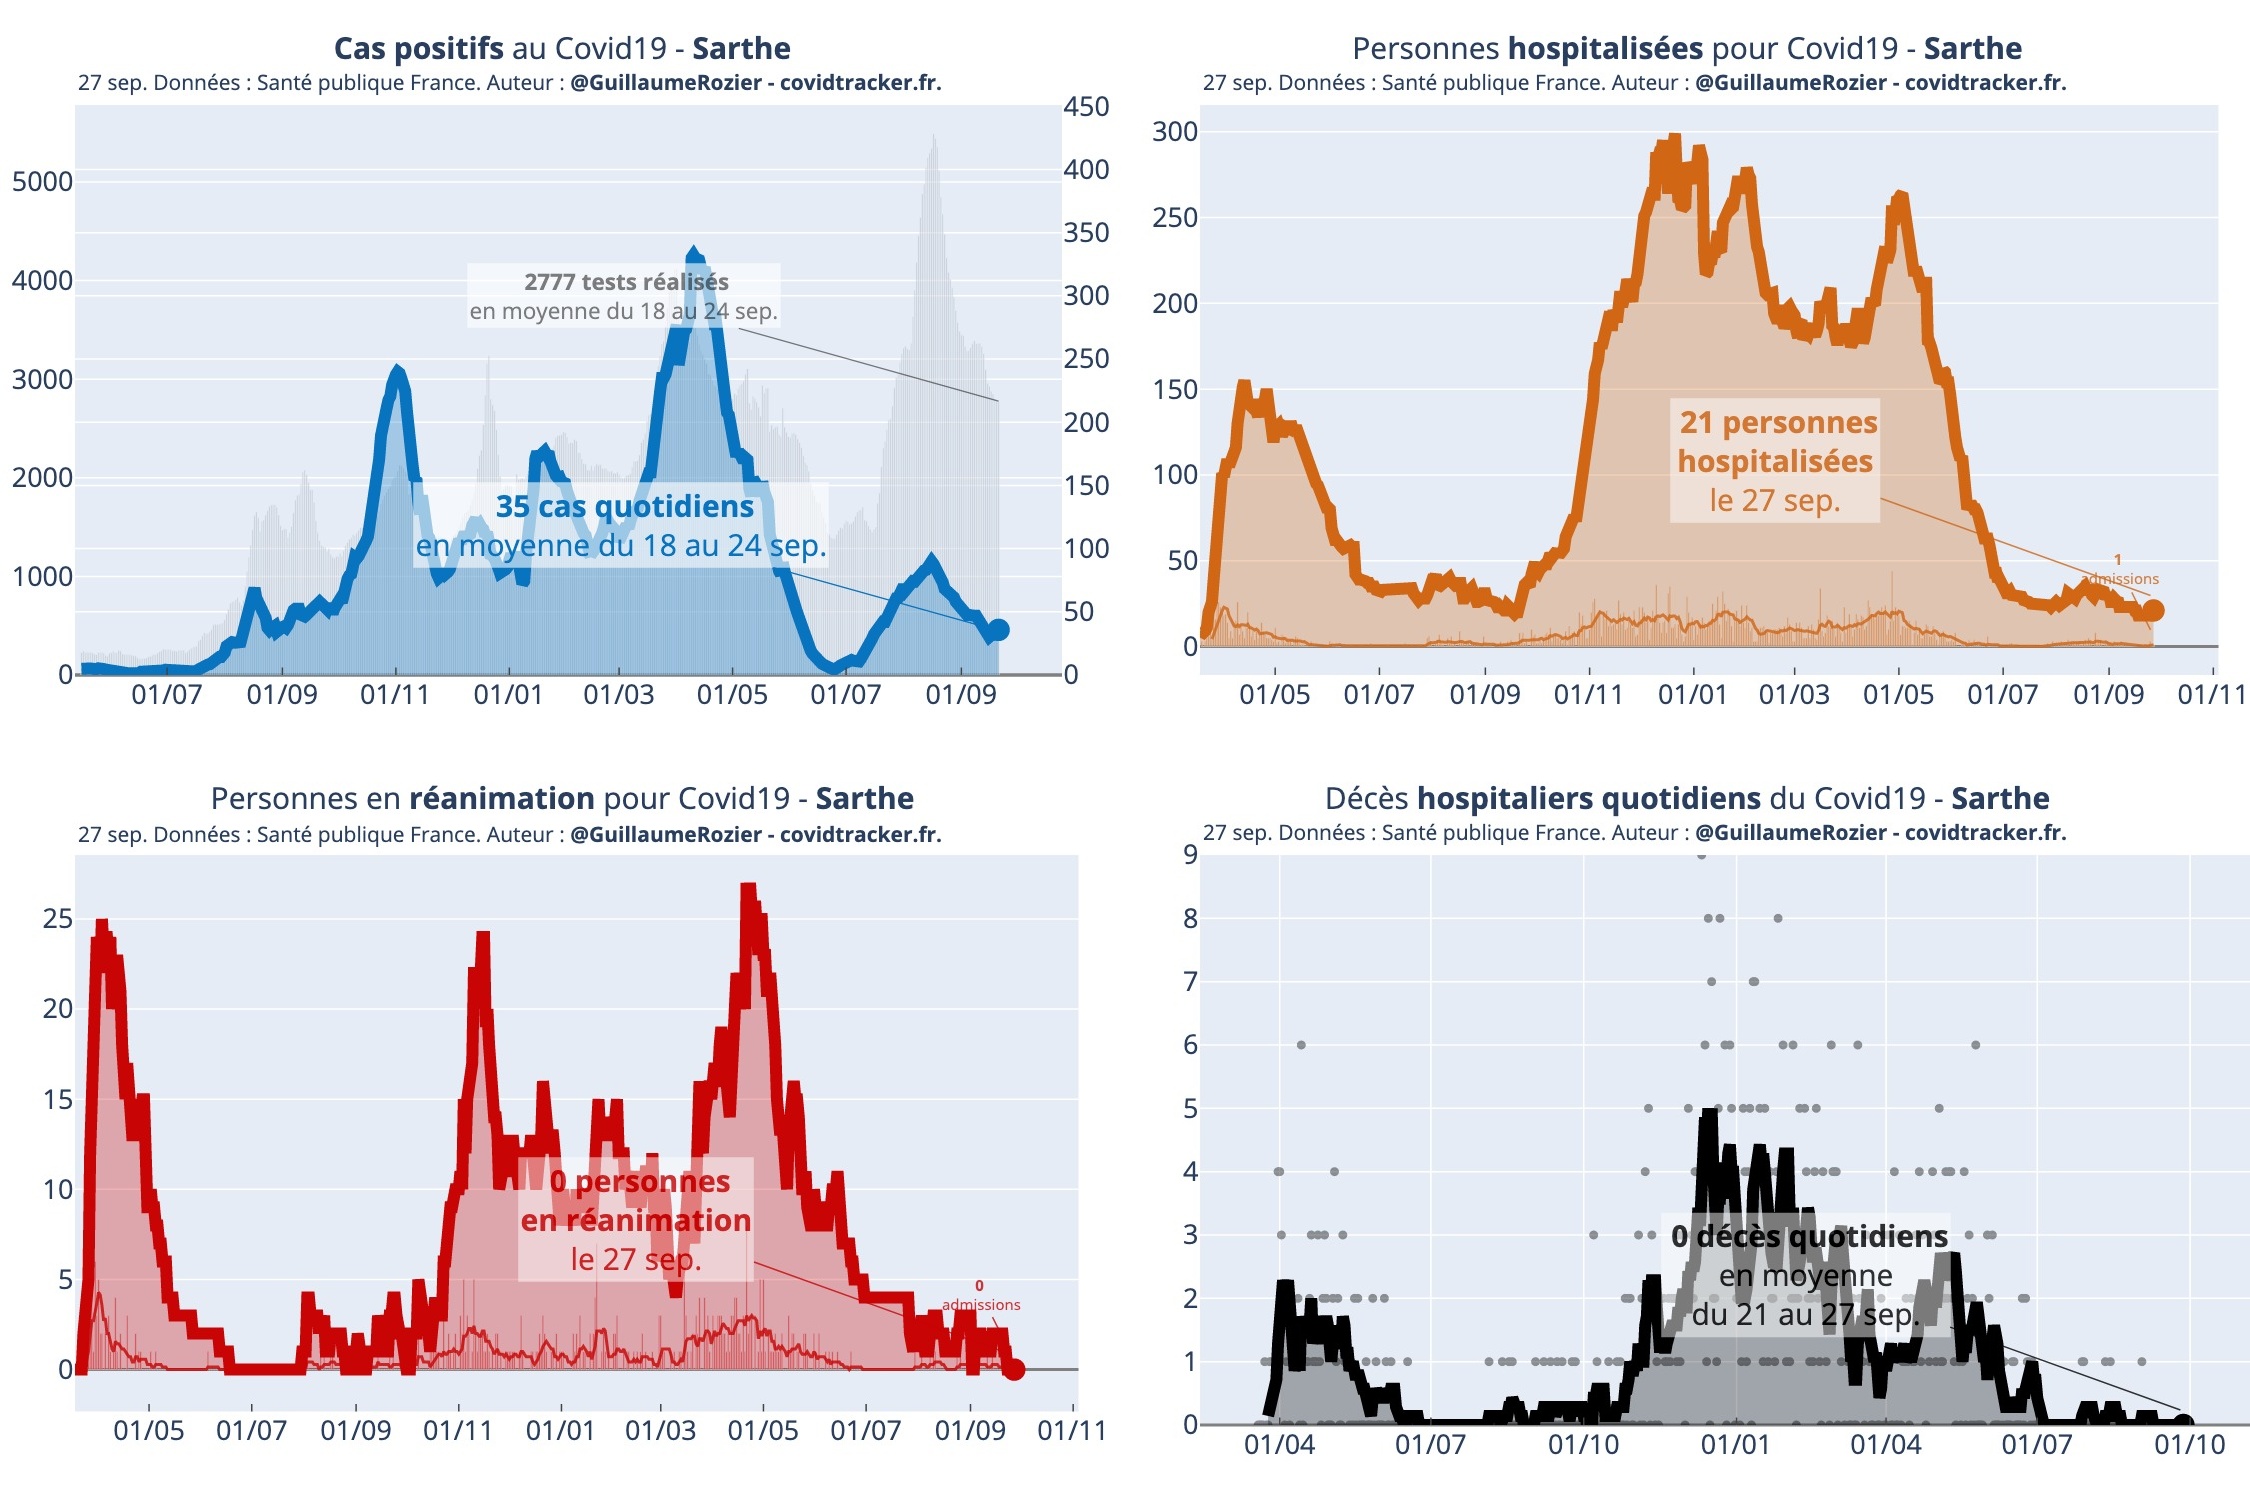 Cas positifs au Covid19 - Sarthe
27 sep. Données : Santé publique France. Auteur : @GuillaumeRozier - covidtracker.fr.
5000
4000
3000
2000
1000
0
450
400
350
300
250
200
150
100
50
0
2777 tests réalisés
en moyenne du 18 au 24 sep.
35 cas quotidiens
en moyenne du 18 au 24 sep.
01/07 01/09 01/11 01/01 01/03 01/05 01/07 01/09
Personnes hospitalisées pour Covid19 - Sarthe
27 sep. Données : Santé publique France. Auteur : @GuillaumeRozier - covidtracker.fr.
300
250
200
150
100
50
0
21 personnes
hospitalisées
le 27 sep.
1
admissions
01/05 01/07 01/09 01/11 01/01 01/03 01/05 01/07 01/09 01/11
Personnes en réanimation pour Covid19 - Sarthe
27 sep. Données : Santé publique France. Auteur : @GuillaumeRozier - covidtracker.fr.
25
20
15
10
5
0
0 personnes
en réanimation
le 27 sep.
0
admissions
01/05 01/07 01/09 01/11 01/01 01/03 01/05 01/07 01/09 01/11
Décès hospitaliers quotidiens du Covid19 - Sarthe
27 sep. Données : Santé publique France. Auteur : @GuillaumeRozier - covidtracker.fr.
9
8
7
6
5
4
3
2
1
0
0 décès quotidiens
en moyenne
du 21 au 27 sep.
01/04 01/07 01/10 01/01 01/04 01/07 01/10